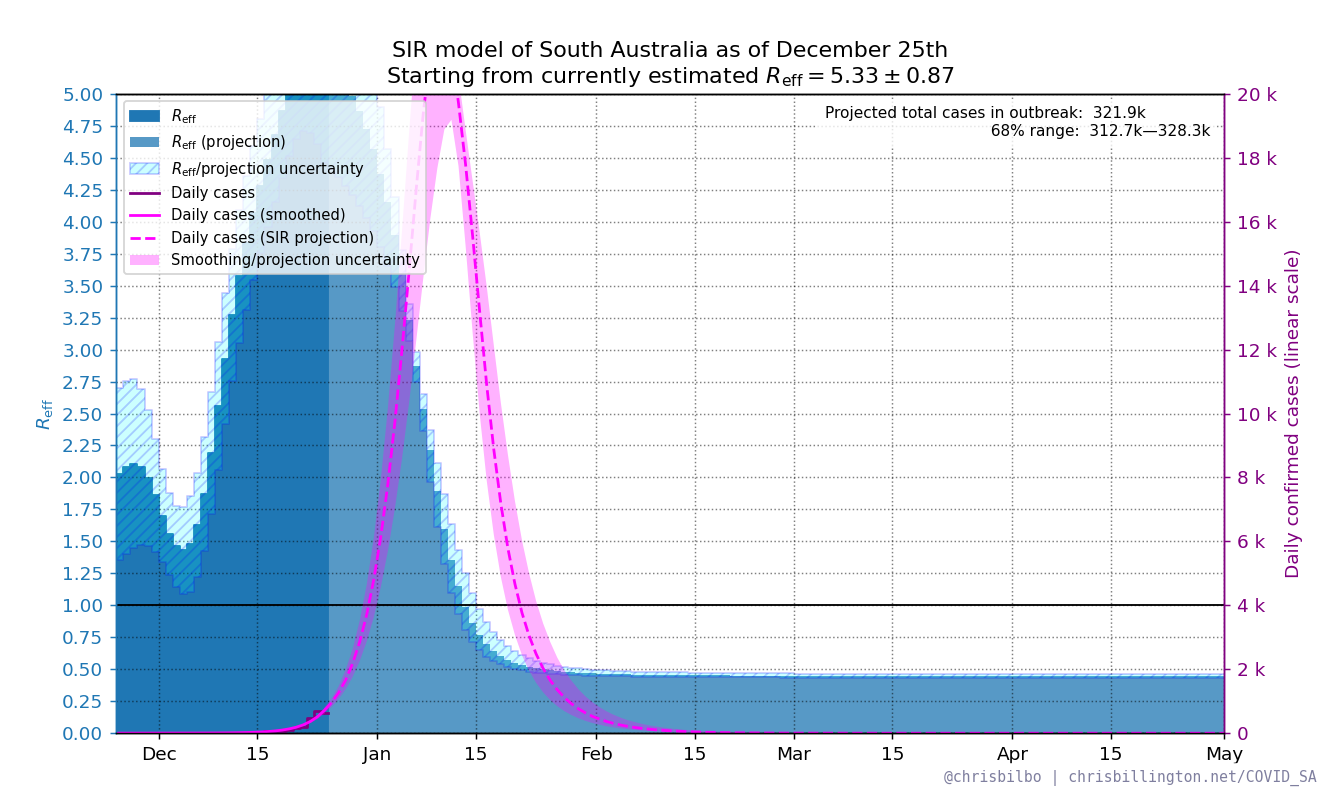 SIR model of South Australia as of December 25th
Starting from currently estimated R_eff = 5.33 ± 0.87
Projected total cases in outbreak: 321.9k
68% range: 312.7k—328.3k
R_eff
R_eff (projection)
R_eff/projection uncertainty
Daily cases
Daily cases (smoothed)
Daily cases (SIR projection)
Smoothing/projection uncertainty
R_eff
5.00
4.75
4.50
4.25
4.00
3.75
3.50
3.25
3.00
2.75
2.50
2.25
2.00
1.75
1.50
1.25
1.00
0.75
0.50
0.25
0.00
20 k
18 k
16 k
14 k
12 k
10 k
8 k
6 k
4 k
2 k
0
Daily confirmed cases (linear scale)
Dec 15 Jan 15 Feb 15 Mar 15 Apr 15 May
@chrisbilbo | chrisbillington.net/COVID_SA